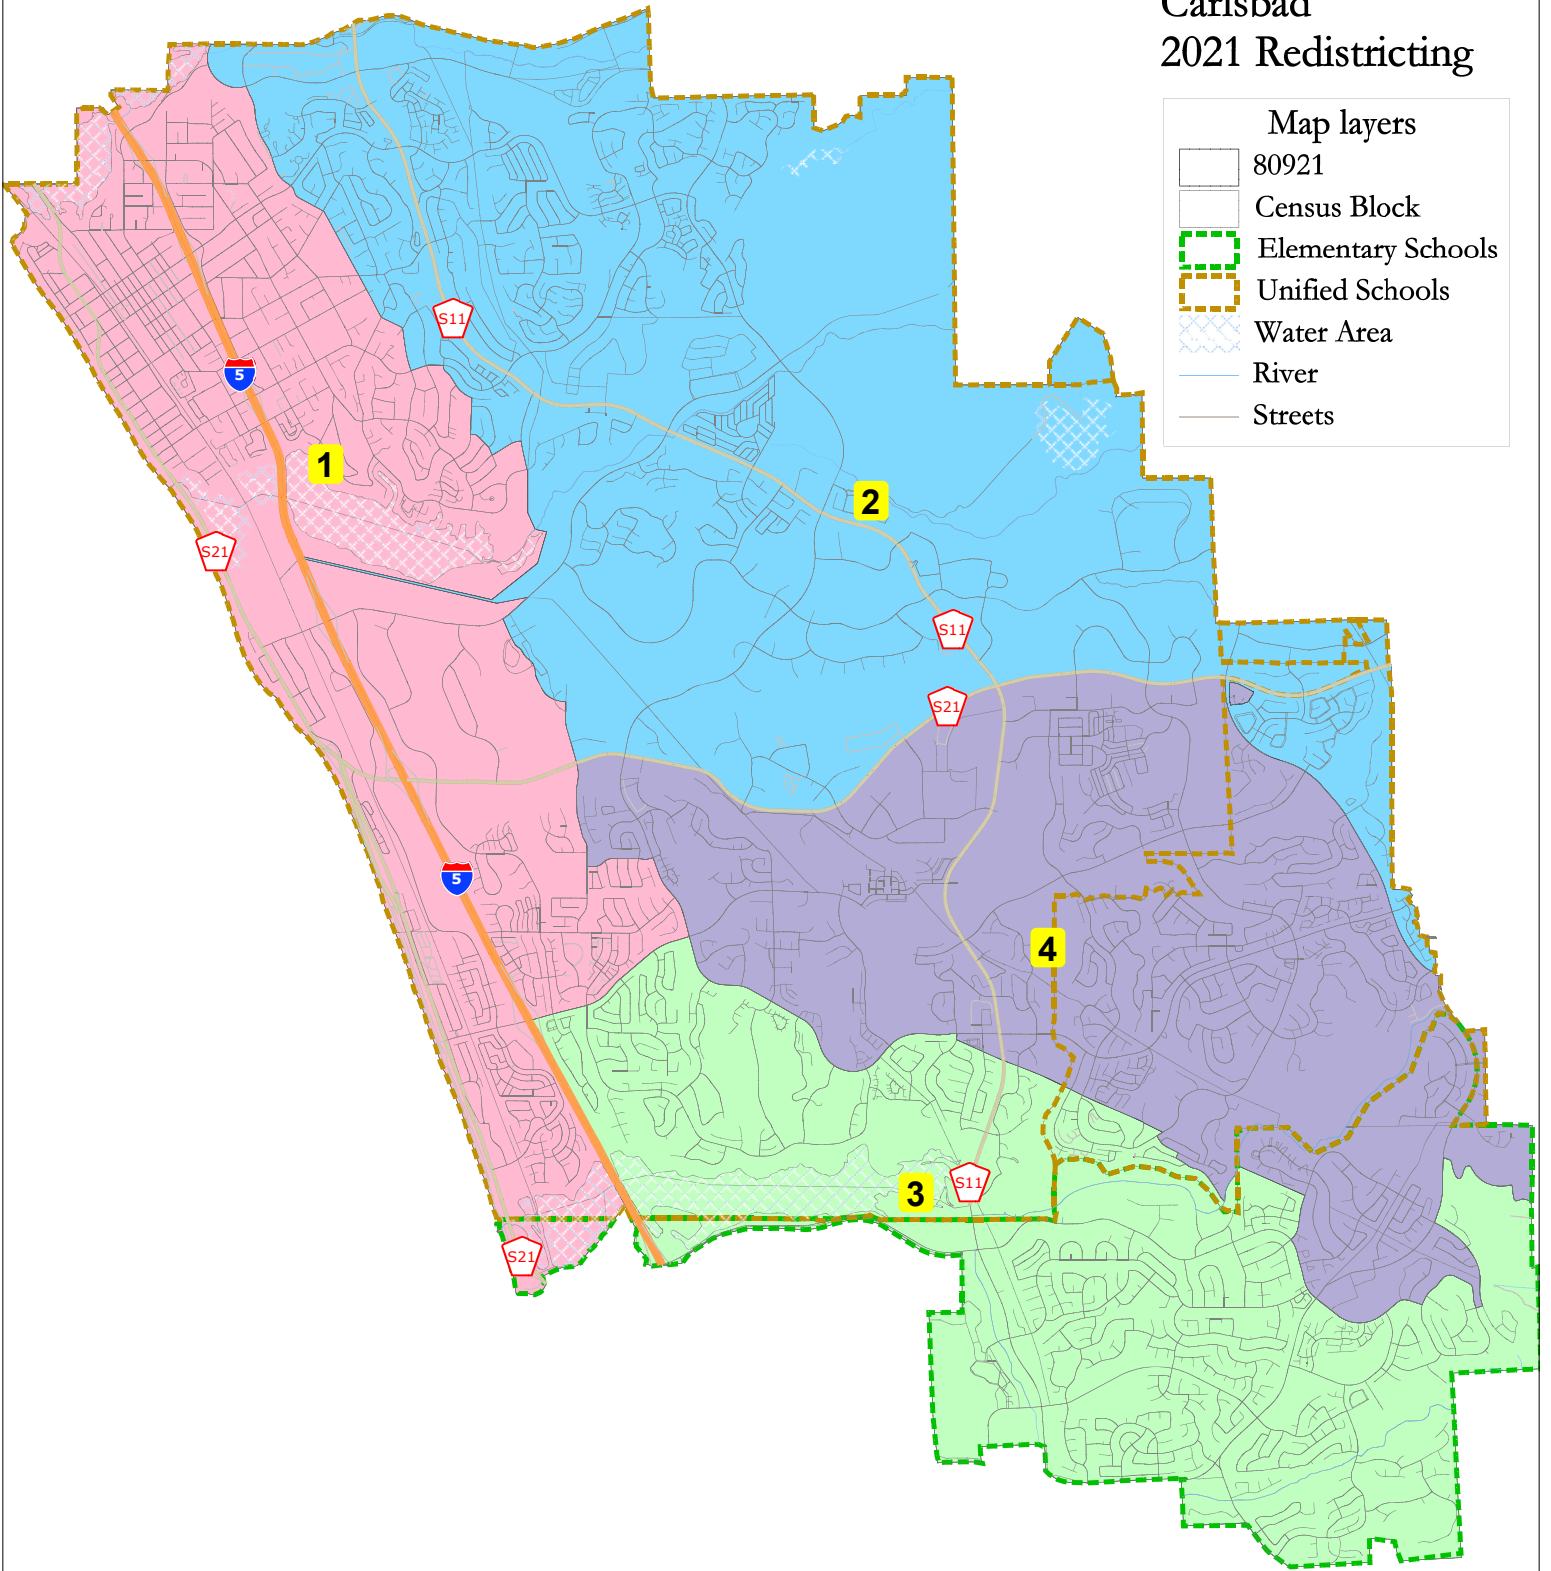 Carlsbad
2021 Redistricting
Map layers
80921
Census Block
Elementary Schools
Unified Schools
Water Area
River
Streets
S11
5
1
2
S21
S11
S21
5
4
3
S11
S21